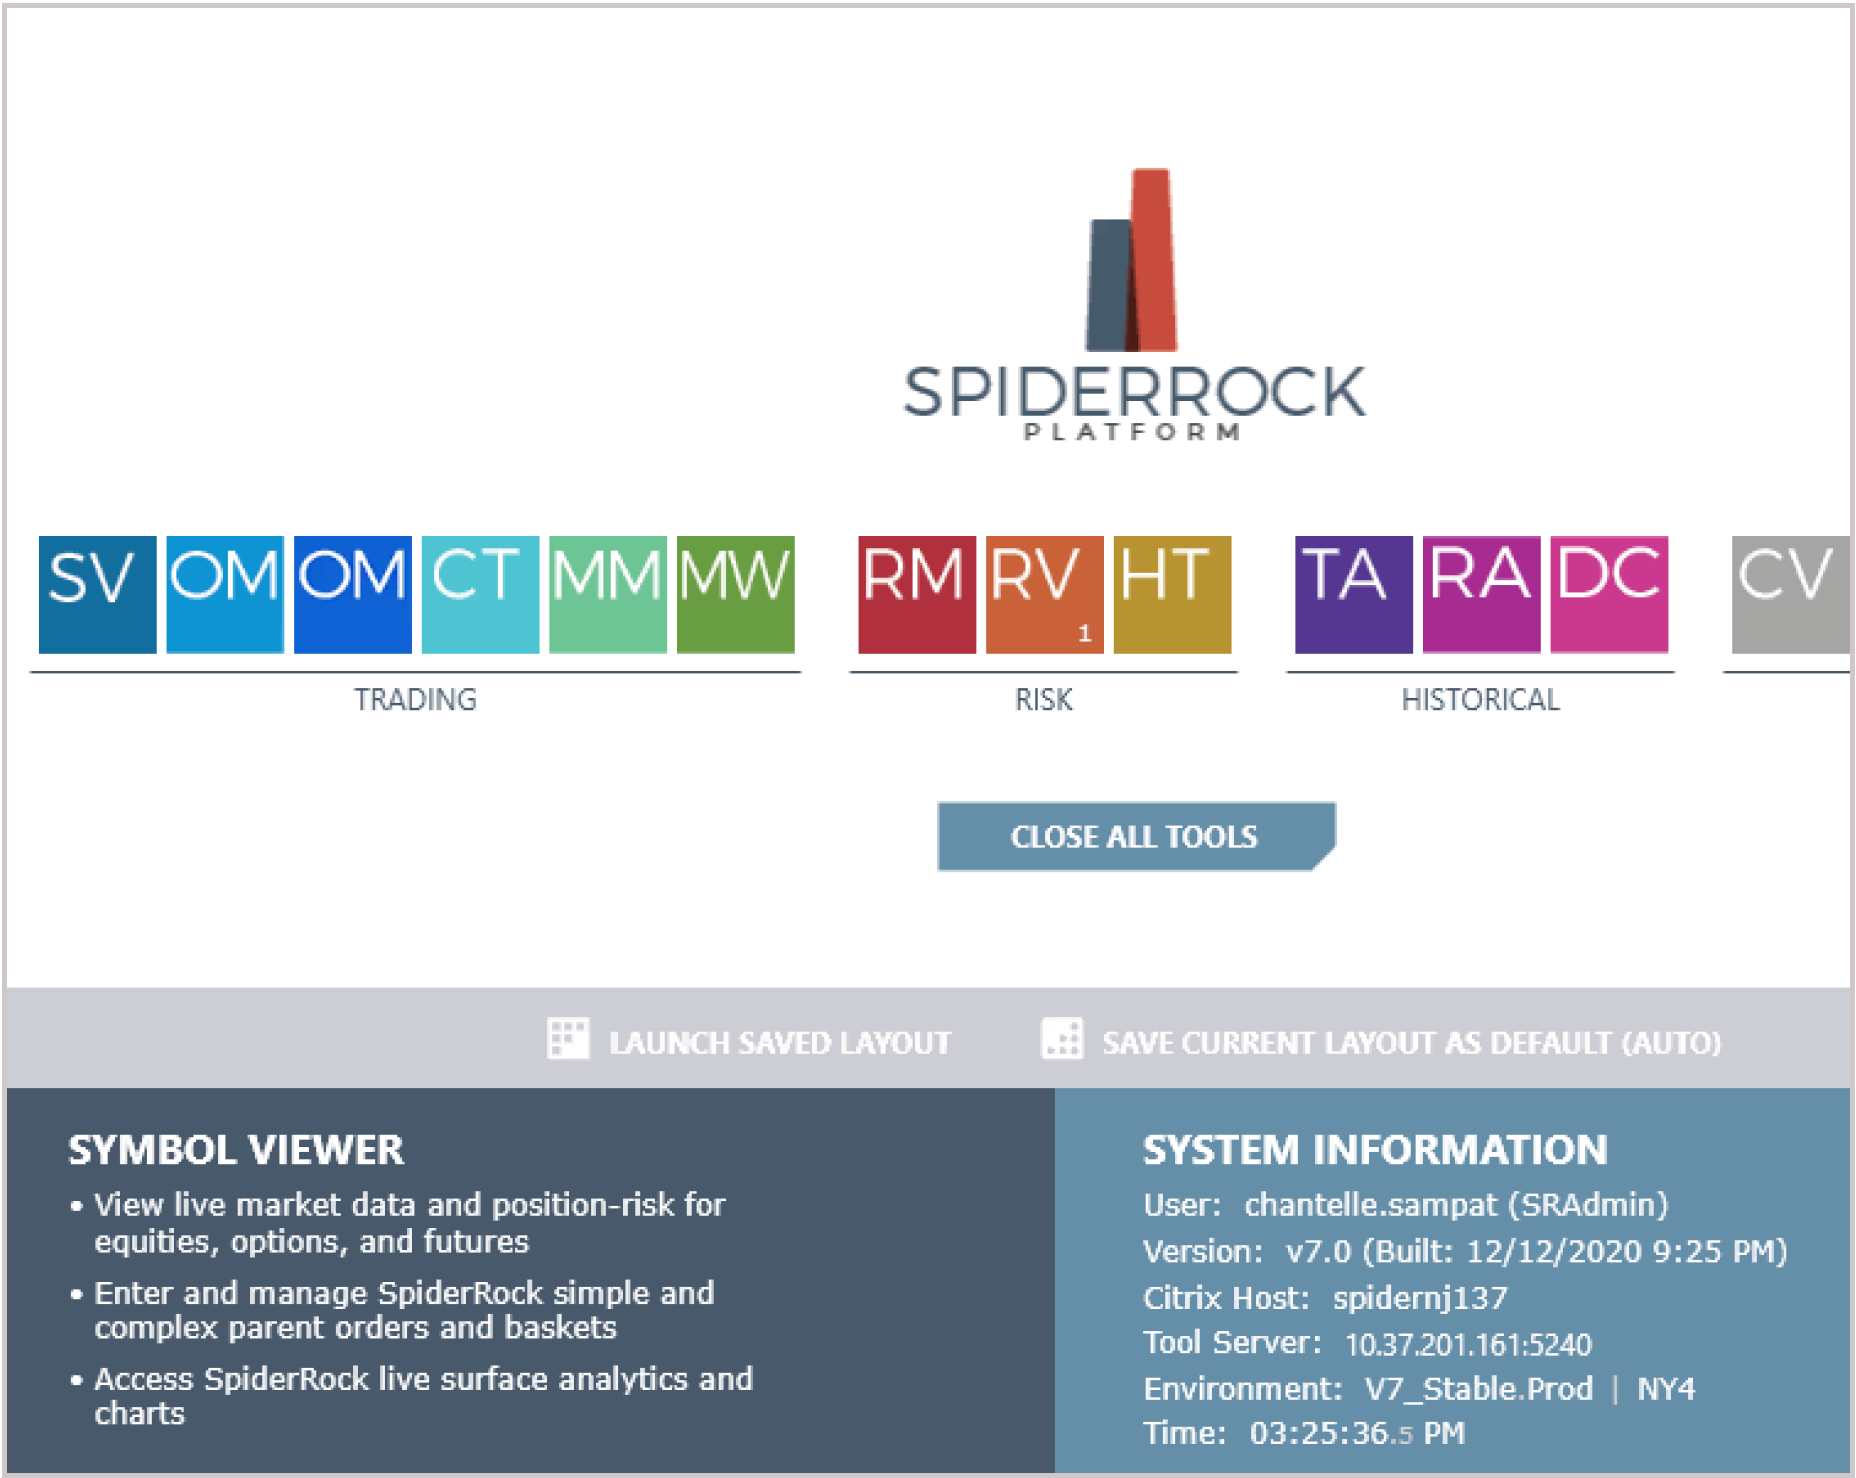 SPIDERROCK
PLATFORM
SV OM OM CT MM MW RM RV 1 HT TA RA DC CV
TRADING RISK HISTORICAL
CLOSE ALL TOOLS
LAUNCH SAVED LAYOUT SAVE CURRENT LAYOUT AS DEFAULT (AUTO)
SYMBOL VIEWER
• View live market data and position-risk for
equities, options, and futures
• Enter and manage SpiderRock simple and
complex parent orders and baskets
• Access SpiderRock live surface analytics and
charts
SYSTEM INFORMATION
User: chantelle.sampat (SRAdmin)
Version: v7.0 (Built: 12/12/2020 9:25 PM)
Citrix Host: spidernj137
Tool Server: 10.37.201.161:5240
Environment: V7_Stable.Prod | NY4
Time: 03:25:36.5 PM